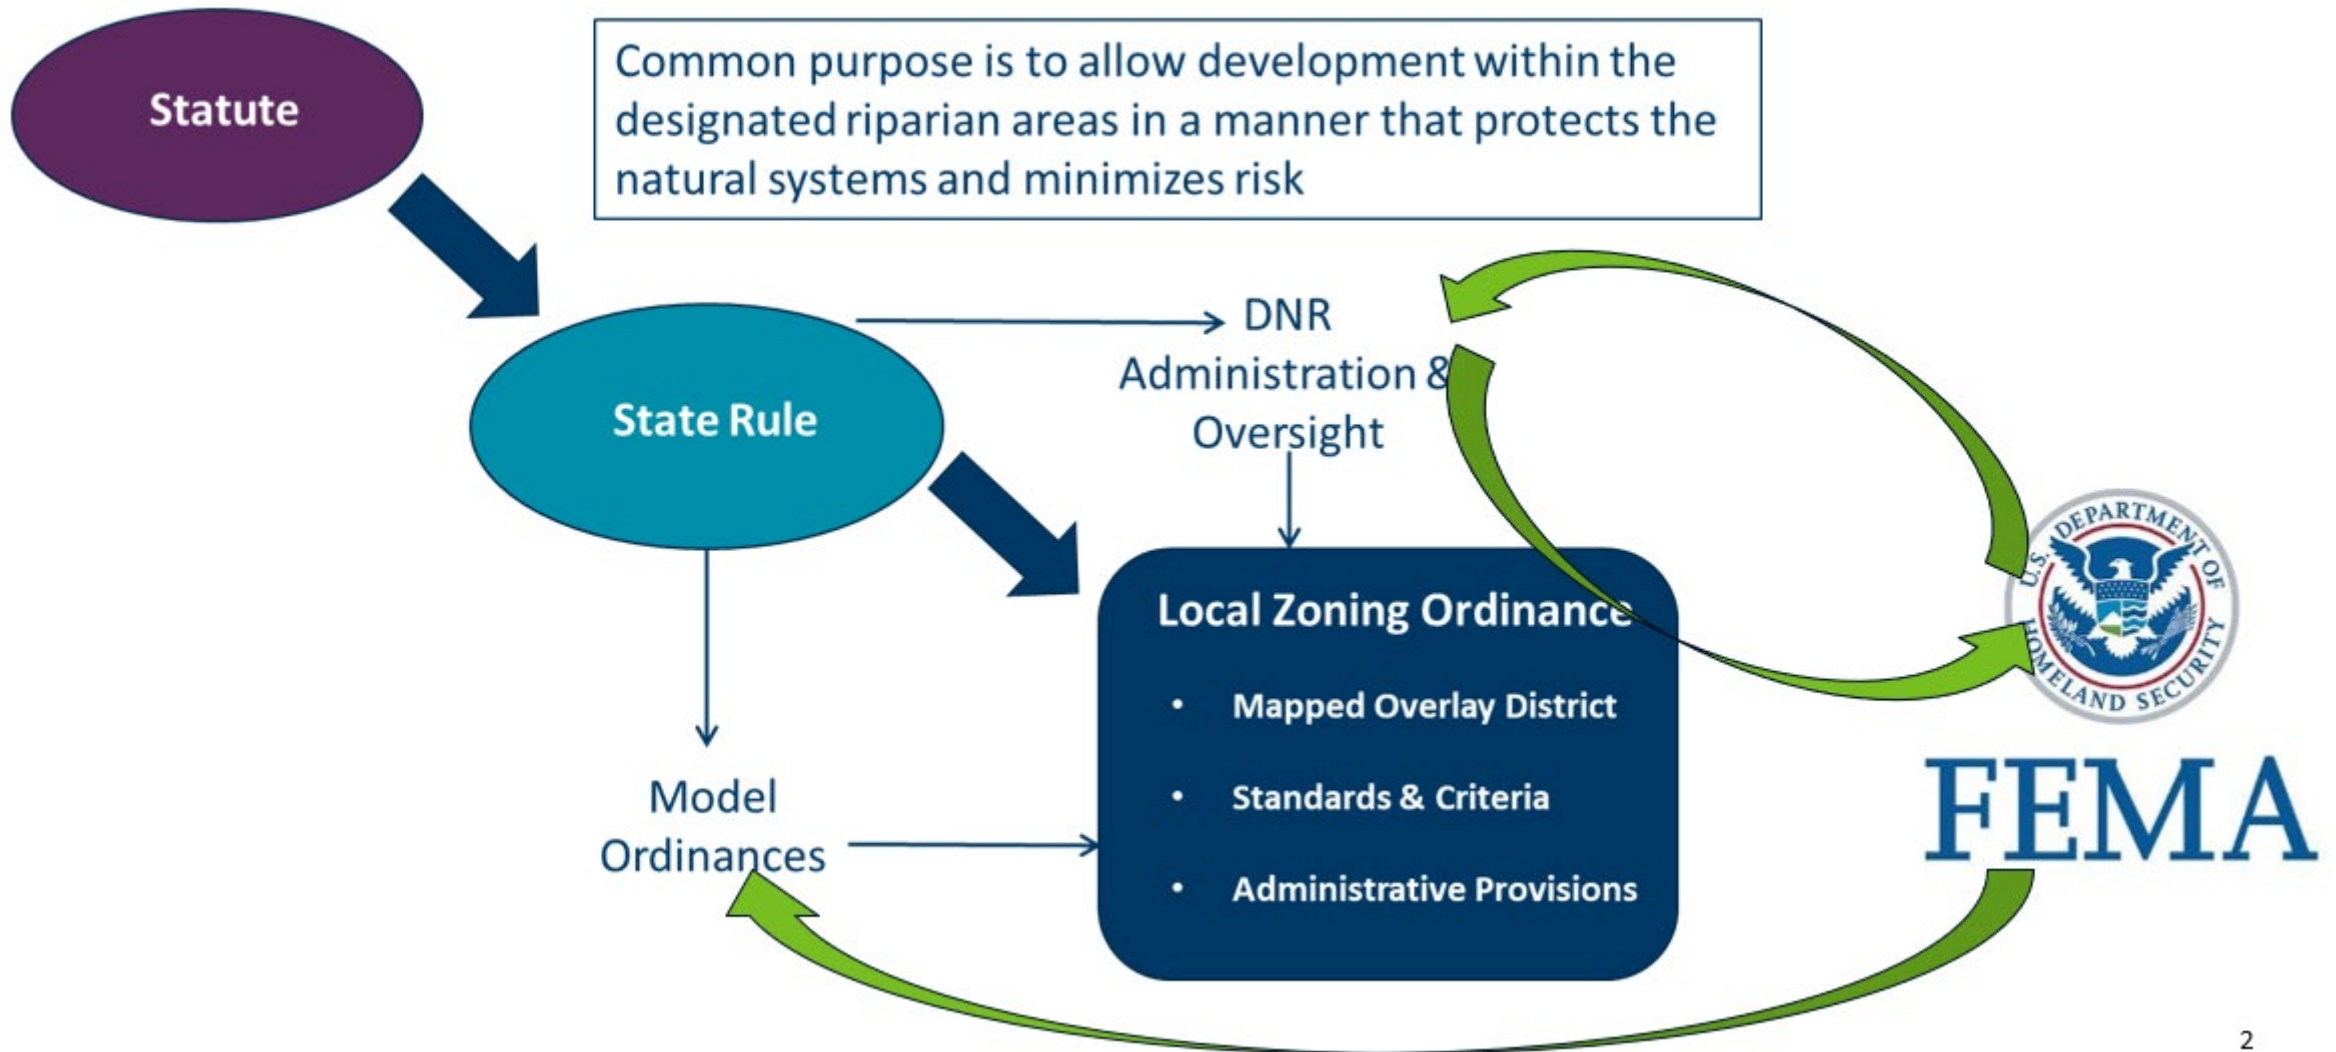 Statute
Common purpose is to allow development within the
designated riparian areas in a manner that protects the
natural systems and minimizes risk
State Rule
DNR
Administration &
Oversight
Local Zoning Ordinance
• Mapped Overlay District
• Standards & Criteria
• Administrative Provisions
Model
Ordinances
U.S. DEPARTMENT OF
HOMELAND SECURITY
FEMA
2